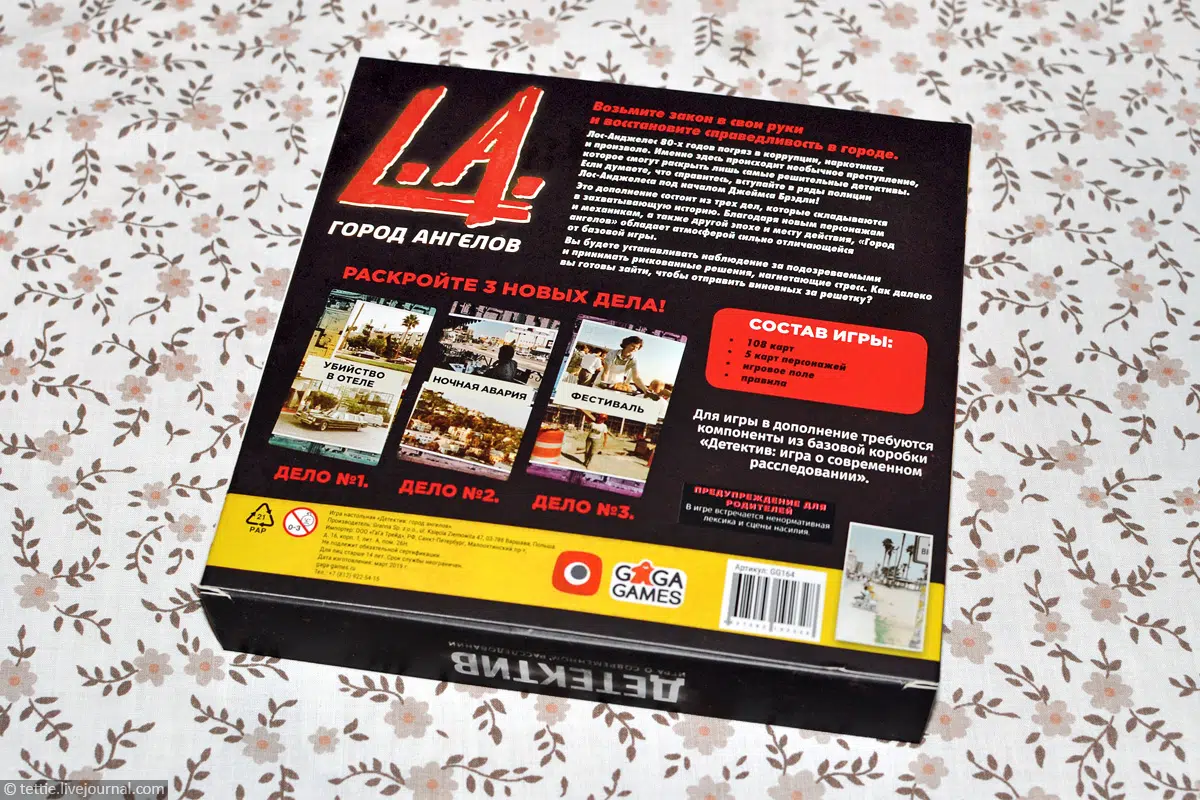 L.A.
ГОРОД АНГЕЛОВ
Возьмите закон в свои руки
и восстановите справедливость в городе.
Лос-Анджелес 80-х годов погряз в коррупции, наркотиках
и произволе. Именно здесь происходит необычное преступление,
которое смогут раскрыть лишь самые решительные детективы.
Если думаете, что справитесь, вступайте в ряды полиции
Лос-Анджелеса под началом Джеймса Брэдли!
Это дополнение состоит из трех дел, которые складываются
в захватывающую историю. Благодаря новым персонажам
и механикам, а также другой эпохе и месту действия, «Город
ангелов» обладает атмосферой сильно отличающейся
от базовой игры.
Вы будете устанавливать наблюдение за подозреваемыми
и принимать рискованные решения, нагнетающие стресс. Как далеко
вы готовы зайти, чтобы отправить виновных за решетку?
РАСКРОЙТЕ 3 НОВЫХ ДЕЛА!
УБИЙСТВО
В ОТЕЛЕ
НОЧНАЯ АВАРИЯ
ФЕСТИВАЛЬ
ДЕЛО №1.
ДЕЛО №2.
ДЕЛО №3.
СОСТАВ ИГРЫ:
• 108 карт
• 5 карт персонажей
• игровое поле
• правила
Для игры в дополнение требуются
компоненты из базовой коробки
«Детектив: игра о современном
расследовании».
ПРЕДУПРЕЖДЕНИЕ ДЛЯ
РОДИТЕЛЕЙ
В игре встречается ненормативная
лексика и сцены насилия.
21
PAP
0-3
Игра настольная «Детектив: город ангелов».
Производитель: Granna Sp. z.o.o., ul. Księcia Ziemowita 47, 03-788 Варшава, Польша
Импортер: ООО «ГаГа Трейд», РФ, Санкт-Петербург, Малоохтинский пр-т,
д. 16, корп. 1, лит. А, пом. 26Н
Не подлежит обязательной сертификации.
Для лиц старше 14 лет. Срок службы неограничен.
Дата изготовления: март 2019 г.
gaga-games.ru
Тел.: +7 (812) 922-54-15
GAGA
GAMES
Артикул: GG164
ДЕТЕКТИВ
ИГРА О СОВРЕМЕННОМ РАССЛЕДОВАНИИ
© tettie.livejournal.com